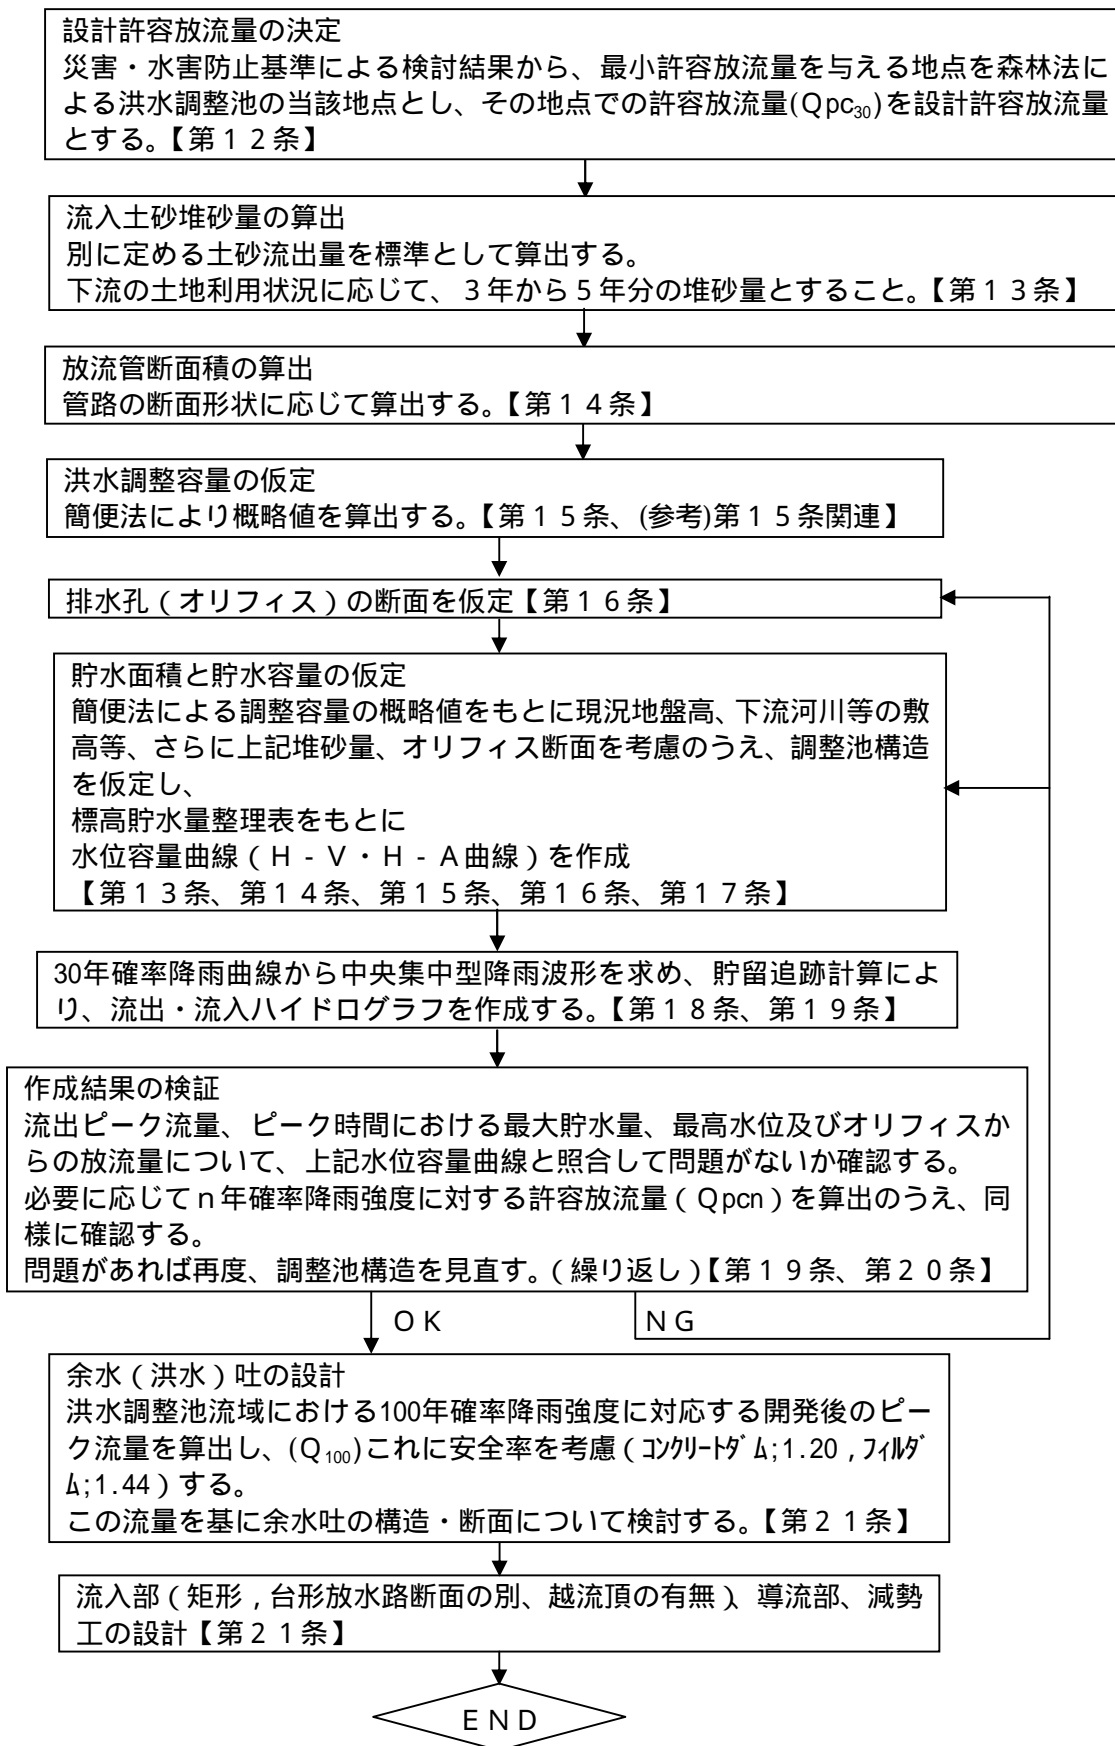 設計許容放流量の決定
災害・水害防止基準による検討結果から、最小許容放流量を与える地点を森林法に
よる洪水調整池の当該地点とし、その地点での許容放流量(Qpc₃₀)を設計許容放流量
とする。【第12条】
流入土砂堆砂量の算出
別に定める土砂流出量を標準として算出する。
下流の土地利用状況に応じて、3年から5年分の堆砂量とすること。【第13条】
放流管断面積の算出
管路の断面形状に応じて算出する。【第14条】
洪水調整容量の仮定
簡便法により概略値を算出する。【第15条、(参考)第15条関連】
排水孔(オリフィス)の断面を仮定【第16条】
貯水面積と貯水容量の仮定
簡便法による調整容量の概略値をもとに現況地盤高、下流河川等の敷
高等、さらに上記堆砂量、オリフィス断面を考慮のうえ、調整池構造
を仮定し、
標高貯水量整理表をもとに
水位容量曲線(H-V・H-A曲線)を作成
【第13条、第14条、第15条、第16条、第17条】
30年確率降雨曲線から中央集中型降雨波形を求め、貯留追跡計算によ
り、流出・流入ハイドログラフを作成する。【第18条、第19条】
作成結果の検証
流出ピーク流量、ピーク時間における最大貯水量、最高水位及びオリフィスか
らの放流量について、上記水位容量曲線と照合して問題がないか確認する。
必要に応じてn年確率降雨強度に対する許容放流量(Qpcn)を算出のうえ、同
様に確認する。
問題があれば再度、調整池構造を見直す。(繰り返し)【第19条、第20条】
OK NG
余水(洪水)吐の設計
洪水調整池流域における100年確率降雨強度に対応する開発後のピー
ク流量を算出し、(Q₁₀₀)これに安全率を考慮(ｺﾝｸﾘｰﾄﾀﾞﾑ;1.20,ﾌｨﾙﾀﾞ
ﾑ;1.44)する。
この流量を基に余水吐の構造・断面について検討する。【第21条】
流入部(矩形,台形放水路断面の別、越流頂の有無)、導流部、減勢
工の設計【第21条】
END